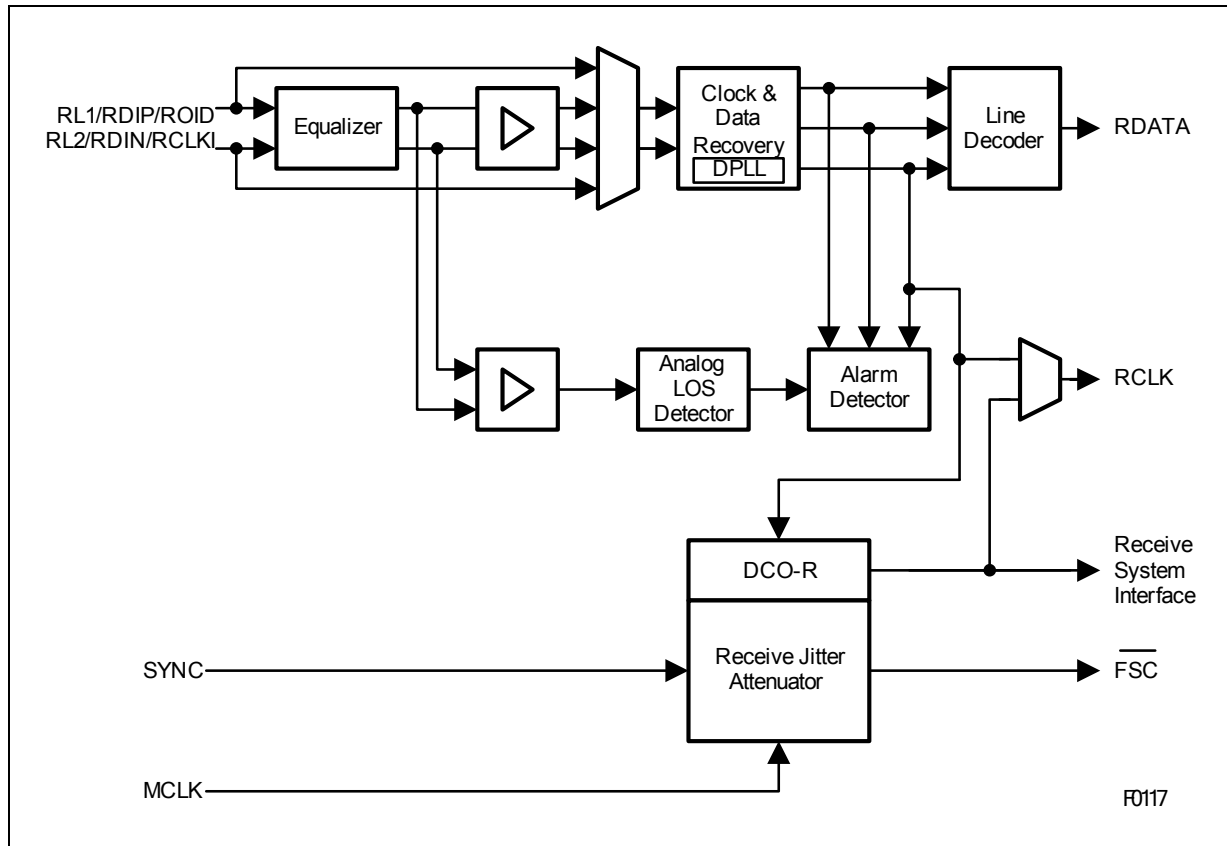 RL1/RDIP/ROID
RL2/RDIN/RCLKI
Equalizer
Clock &
Data
Recovery
DPLL
Line
Decoder
RDATA
Analog
LOS
Detector
Alarm
Detector
RCLK
DCO-R
Receive
System
Interface
SYNC
Receive Jitter
Attenuator
FSC
MCLK
F0117